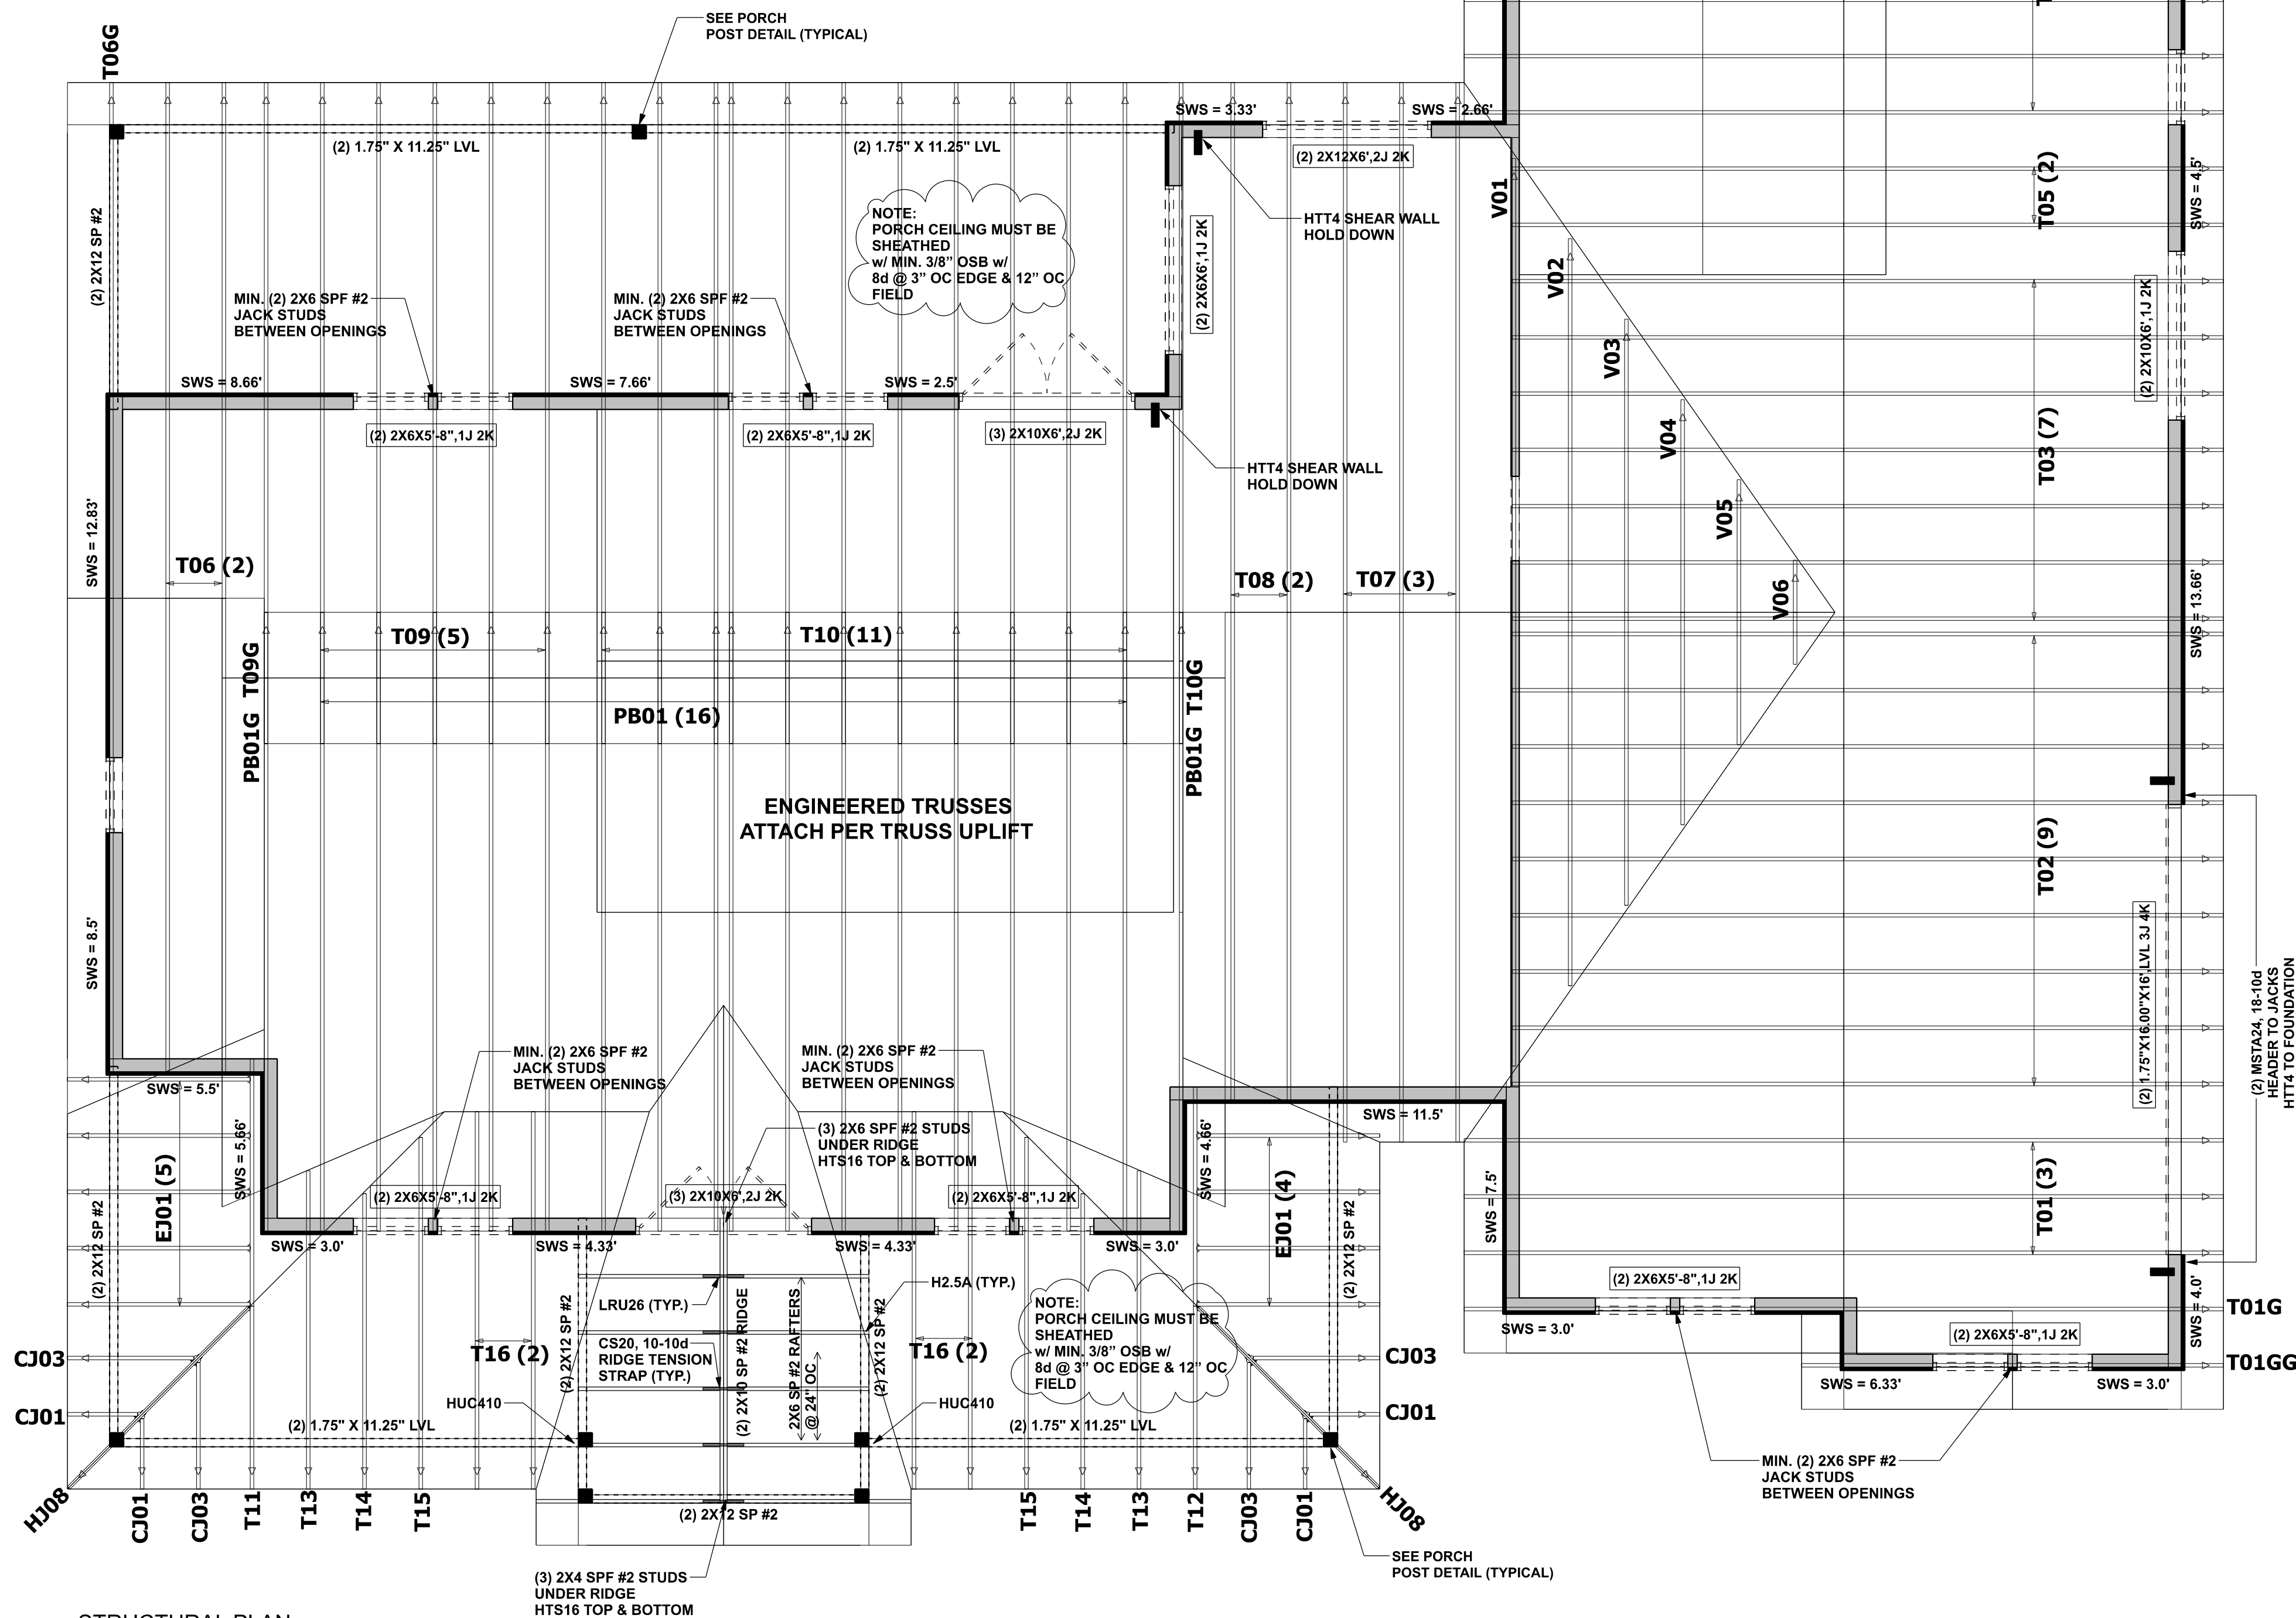 SEE PORCH
POST DETAIL (TYPICAL)
T06G
SWS = 3.33'
SWS = 2.66'
(2) 1.75" X 11.25" LVL
(2) 1.75" X 11.25" LVL
(2) 2X12X6',2J 2K
(2) 2X12 SP #2
NOTE:
PORCH CEILING MUST BE
SHEATHED
w/ MIN. 3/8" OSB w/
8d @ 3" OC EDGE & 12" OC
FIELD
HTT4 SHEAR WALL
HOLD DOWN
(2) 2X6X6',1J 2K
V01
V02
V03
V04
V05
V06
T05 (2)
SWS = 4.5'
MIN. (2) 2X6 SPF #2
JACK STUDS
BETWEEN OPENINGS
MIN. (2) 2X6 SPF #2
JACK STUDS
BETWEEN OPENINGS
(2) 2X10X6',1J 2K
SWS = 8.66'
SWS = 7.66'
SWS = 2.5'
(2) 2X6X5'-8",1J 2K
(2) 2X6X5'-8",1J 2K
(3) 2X10X6',2J 2K
HTT4 SHEAR WALL
HOLD DOWN
T03 (7)
SWS = 12.83'
T06 (2)
T08 (2)
T07 (3)
SWS = 13.66'
T09 (5)
T10 (11)
PB01G T09G
PB01G T10G
PB01 (16)
ENGINEERED TRUSSES
ATTACH PER TRUSS UPLIFT
T02 (9)
SWS = 8.5'
(2) 1.75"X16.00"X16',LVL 3J 4K
(2) MSTA24, 18-10d
HEADER TO JACKS
HTT4 TO FOUNDATION
MIN. (2) 2X6 SPF #2
JACK STUDS
BETWEEN OPENINGS
MIN. (2) 2X6 SPF #2
JACK STUDS
BETWEEN OPENINGS
SWS = 5.5'
SWS = 11.5'
(3) 2X6 SPF #2 STUDS
UNDER RIDGE
HTS16 TOP & BOTTOM
SWS = 5.66'
SWS = 4.66'
EJ01 (5)
EJ01 (4)
SWS = 7.5'
T01 (3)
(2) 2X6X5'-8",1J 2K
(3) 2X10X6',2J 2K
(2) 2X6X5'-8",1J 2K
(2) 2X12 SP #2
(2) 2X12 SP #2
SWS = 3.0'
SWS = 4.33'
SWS = 4.33'
SWS = 3.0'
H2.5A (TYP.)
LRU26 (TYP.)
(2) 2X12 SP #2
(2) 2X10 SP #2 RIDGE
2X6 SP #2 RAFTERS
@ 24" OC
(2) 2X12 SP #2
CS20, 10-10d
RIDGE TENSION
STRAP (TYP.)
T16 (2)
T16 (2)
NOTE:
PORCH CEILING MUST BE
SHEATHED
w/ MIN. 3/8" OSB w/
8d @ 3" OC EDGE & 12" OC
FIELD
(2) 2X6X5'-8",1J 2K
SWS = 3.0'
SWS = 4.0'
T01G
(2) 2X6X5'-8",1J 2K
T01GG
SWS = 6.33'
SWS = 3.0'
CJ03
CJ03
CJ01
CJ01
HUC410
HUC410
(2) 1.75" X 11.25" LVL
(2) 1.75" X 11.25" LVL
MIN. (2) 2X6 SPF #2
JACK STUDS
BETWEEN OPENINGS
HJ08
CJ01
CJ03
T11
T13
T14
T15
(2) 2X12 SP #2
T15
T14
T13
T12
CJ03
CJ01
HJ08
SEE PORCH
POST DETAIL (TYPICAL)
(3) 2X4 SPF #2 STUDS
UNDER RIDGE
HTS16 TOP & BOTTOM
STRUCTURAL PLAN